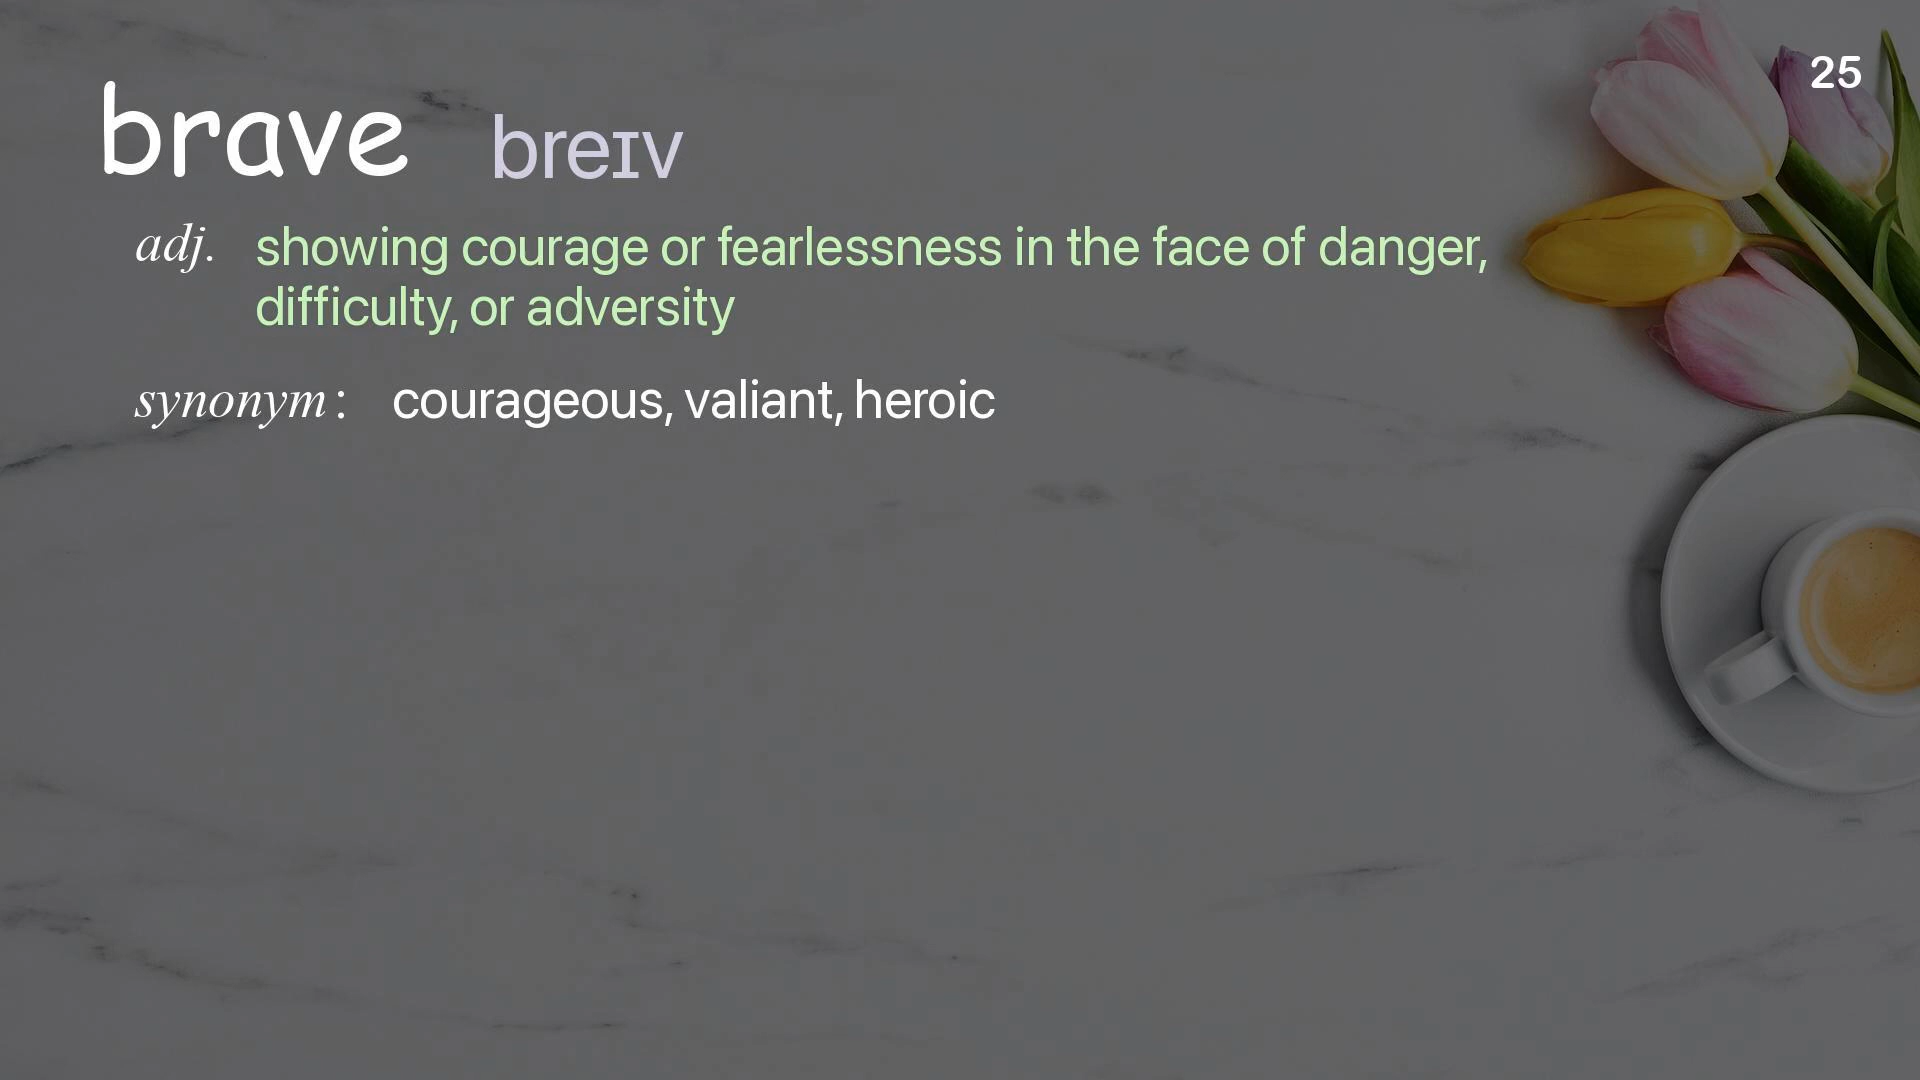 25
brave breɪv
adj. showing courage or fearlessness in the face of danger,
difficulty, or adversity
synonym: courageous, valiant, heroic